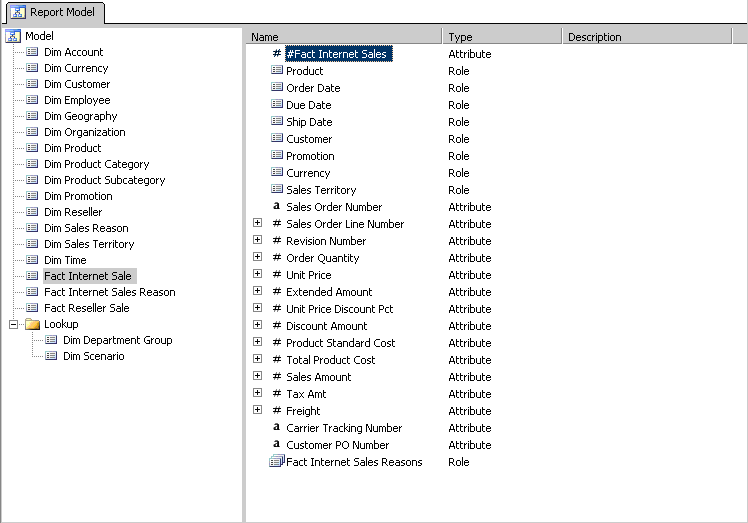 Report Model
Model
Dim Account
Dim Currency
Dim Customer
Dim Employee
Dim Geography
Dim Organization
Dim Product
Dim Product Category
Dim Product Subcategory
Dim Promotion
Dim Reseller
Dim Sales Reason
Dim Sales Territory
Dim Time
Fact Internet Sale
Fact Internet Sales Reason
Fact Reseller Sale
Lookup
Dim Department Group
Dim Scenario
Name Type Description
# #Fact Internet Sales Attribute
Product Role
Order Date Role
Due Date Role
Ship Date Role
Customer Role
Promotion Role
Currency Role
Sales Territory Role
a Sales Order Number Attribute
# Sales Order Line Number Attribute
# Revision Number Attribute
# Order Quantity Attribute
# Unit Price Attribute
# Extended Amount Attribute
# Unit Price Discount Pct Attribute
# Discount Amount Attribute
# Product Standard Cost Attribute
# Total Product Cost Attribute
# Sales Amount Attribute
# Tax Amt Attribute
# Freight Attribute
a Carrier Tracking Number Attribute
a Customer PO Number Attribute
Fact Internet Sales Reasons Role